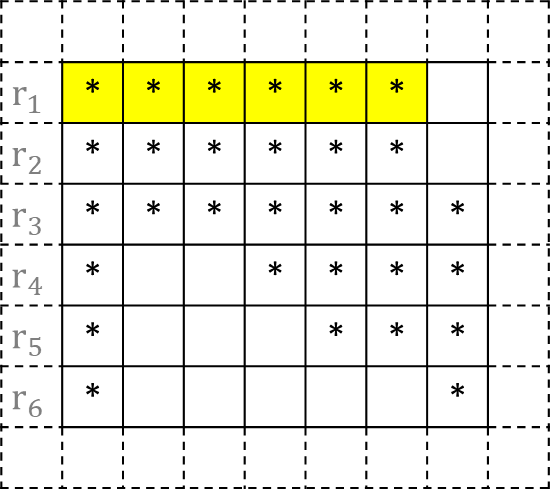 r₁ * * * * * *
r₂ * * * * * *
r₃ * * * * * * *
r₄ * * * * *
r₅ * * * *
r₆ * *